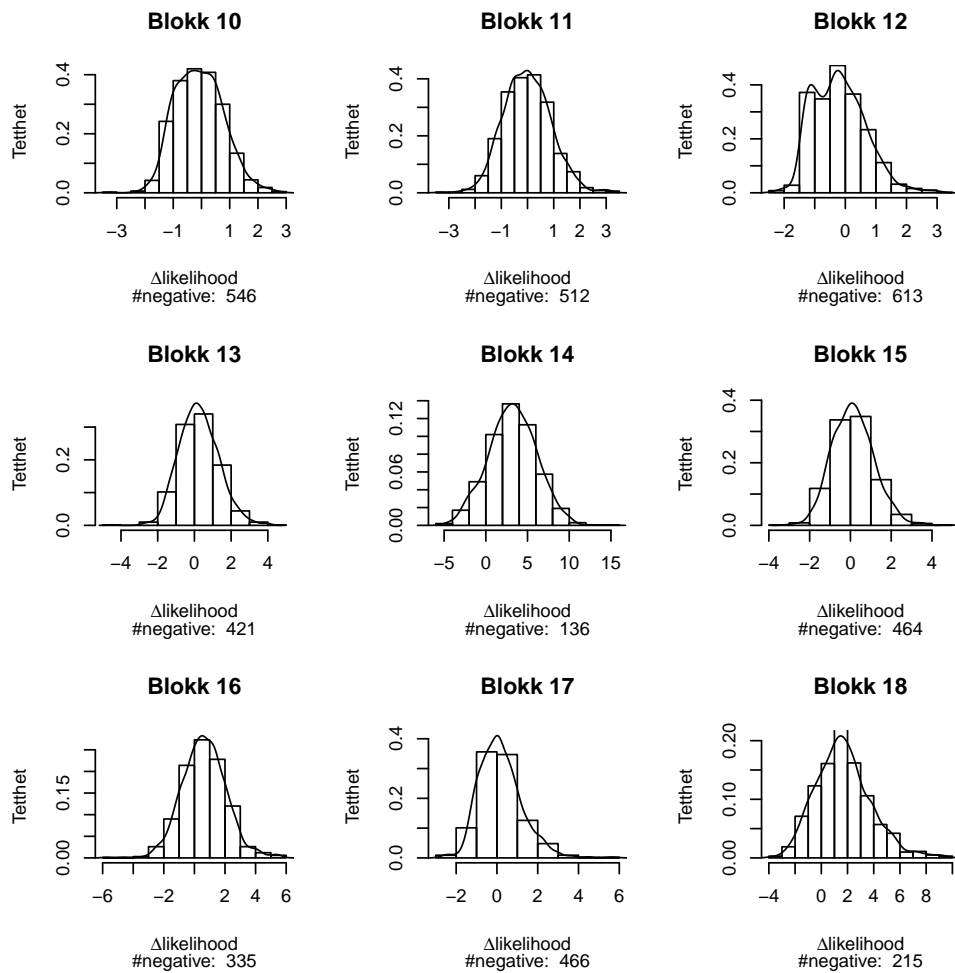 Blokk 10
Tetthet
0.0 0.2 0.4
−3 −1 1 2 3
Δlikelihood
#negative: 546
Blokk 11
Tetthet
0.0 0.2 0.4
−3 −1 0 1 2 3
Δlikelihood
#negative: 512
Blokk 12
Tetthet
0.0 0.2 0.4
−2 0 1 2 3
Δlikelihood
#negative: 613
Blokk 13
Tetthet
0.0 0.2
−4 −2 0 2 4
Δlikelihood
#negative: 421
Blokk 14
Tetthet
0.00 0.06 0.12
−5 0 5 10 15
Δlikelihood
#negative: 136
Blokk 15
Tetthet
0.0 0.2 0.4
−4 −2 0 2 4
Δlikelihood
#negative: 464
Blokk 16
Tetthet
0.00 0.15
−6 −2 0 2 4 6
Δlikelihood
#negative: 335
Blokk 17
Tetthet
0.0 0.2 0.4
−2 0 2 4 6
Δlikelihood
#negative: 466
Blokk 18
Tetthet
0.00 0.10 0.20
−4 0 2 4 6 8
Δlikelihood
#negative: 215